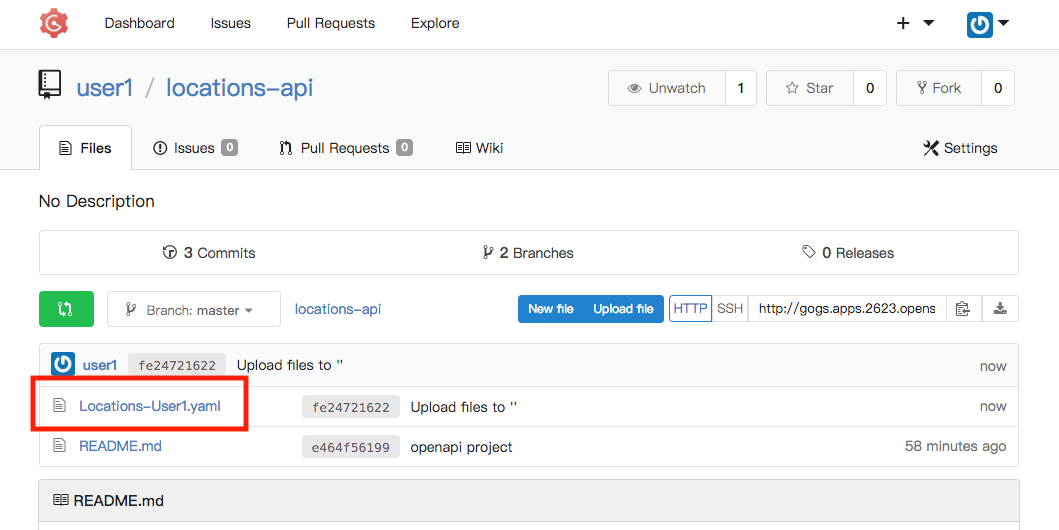 Dashboard Issues Pull Requests Explore +
user1 / locations-api Unwatch 1 Star 0 Fork 0
Files Issues 0 Pull Requests 0 Wiki Settings
No Description
3 Commits 2 Branches 0 Releases
Branch: master locations-api New file Upload file HTTP SSH http://gogs.apps.2623.opens
user1 fe24721622 Upload files to '' now
Locations-User1.yaml fe24721622 Upload files to '' now
README.md e464f56199 openapi project 58 minutes ago
README.md